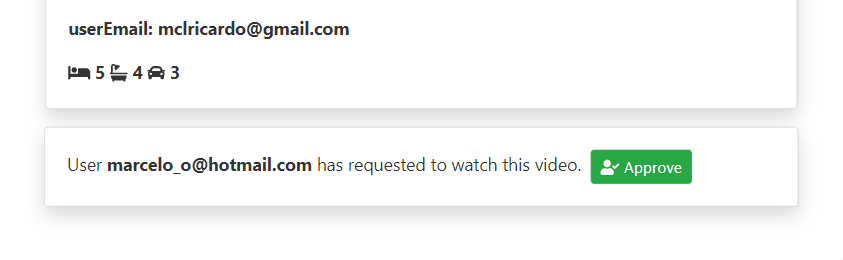 userEmail: mclricardo@gmail.com
5 4 3
User marcelo_o@hotmail.com has requested to watch this video. Approve